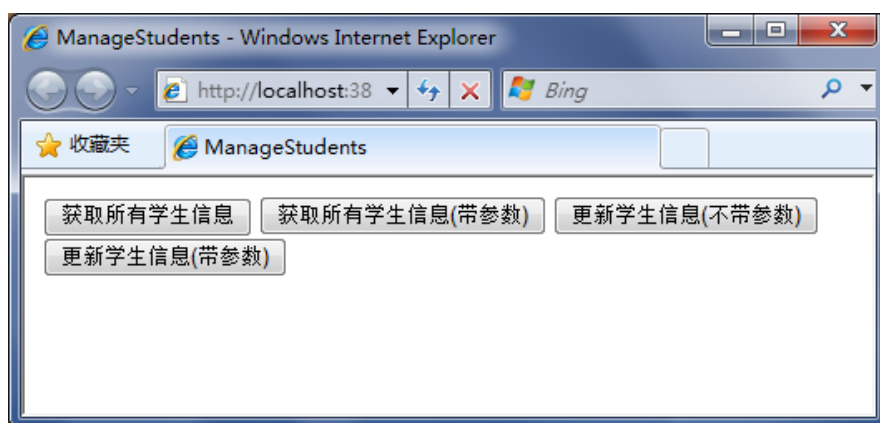 ManageStudents - Windows Internet Explorer
http://localhost:38 Bing
收藏夹 ManageStudents
获取所有学生信息 获取所有学生信息(带参数) 更新学生信息(不带参数)
更新学生信息(带参数)